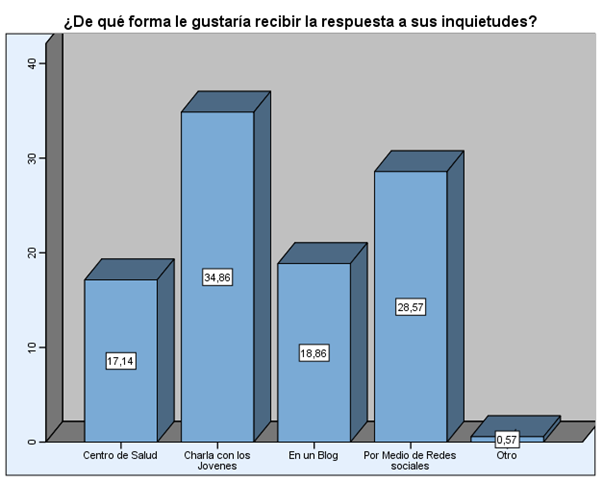 ¿De qué forma le gustaría recibir la respuesta a sus inquietudes?
40
30
20
10
0
17,14
34,86
18,86
28,57
0,57
Centro de Salud
Charla con los
Jovenes
En un Blog
Por Medio de Redes
sociales
Otro